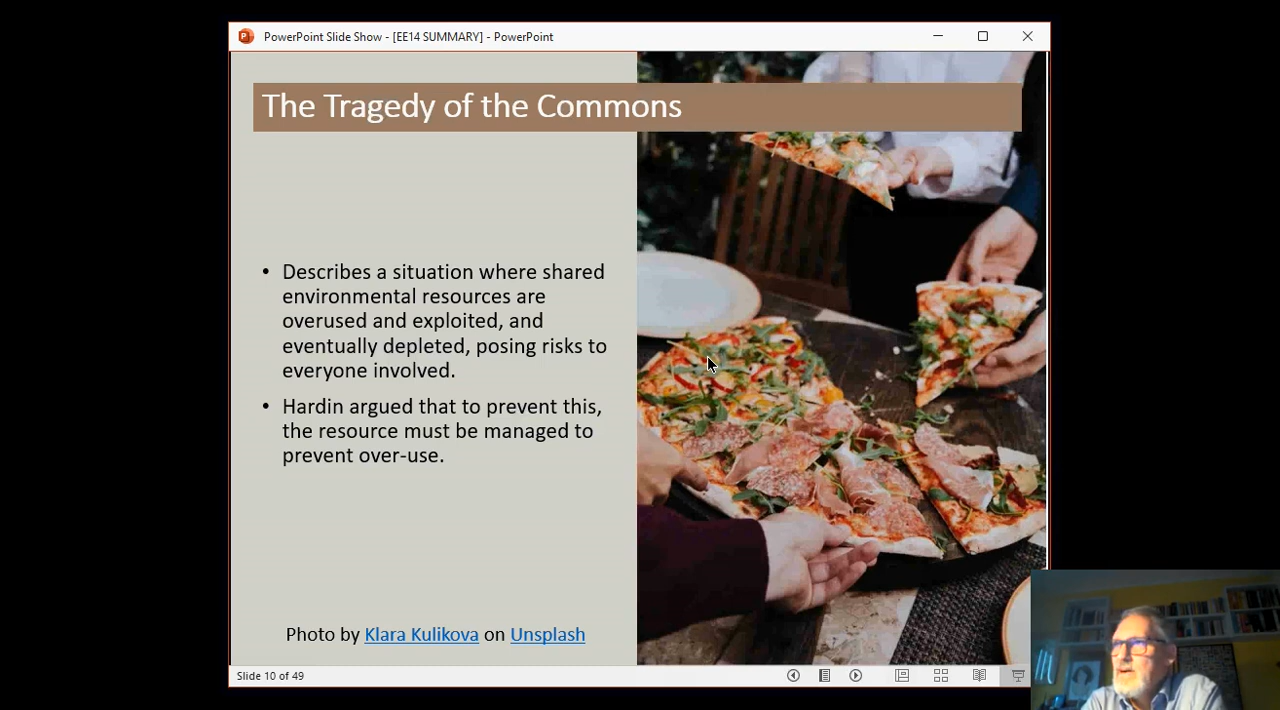 PowerPoint Slide Show - [EE14 SUMMARY] - PowerPoint
The Tragedy of the Commons
• Describes a situation where shared
environmental resources are
overused and exploited, and
eventually depleted, posing risks to
everyone involved.
• Hardin argued that to prevent this,
the resource must be managed to
prevent over-use.
Photo by Klara Kulikova on Unsplash
Slide 10 of 49